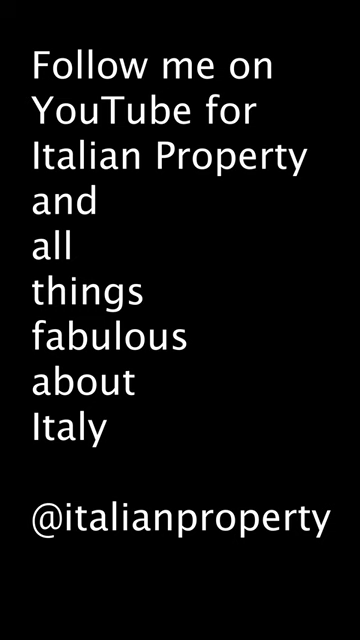 Follow me on
YouTube for
Italian Property
and
all
things
fabulous
about
Italy
@italianproperty